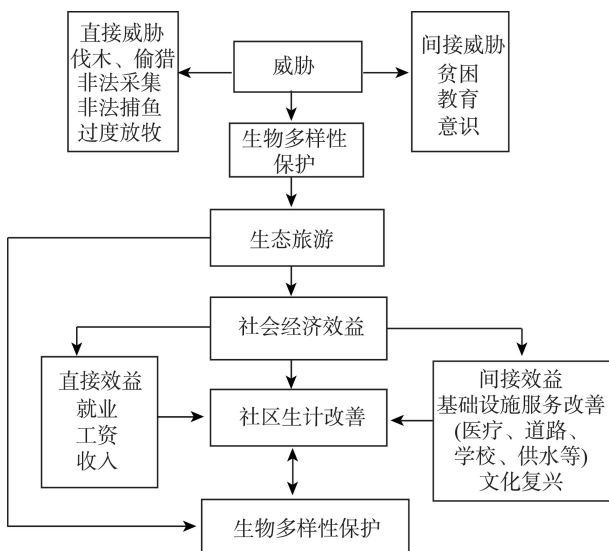 直接威胁
伐木、偷猎
非法采集
非法捕鱼
过度放牧
威胁
间接威胁
贫困
教育
意识
生物多样性
保护
生态旅游
社会经济效益
直接效益
就业
工资
收入
社区生计改善
间接效益
基础设施服务改善
(医疗、道路、
学校、供水等)
文化复兴
生物多样性保护